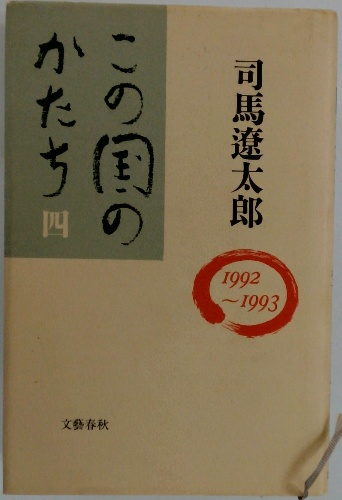 この国の
かたち
四
司馬遼太郎
1992
～1993
文藝春秋